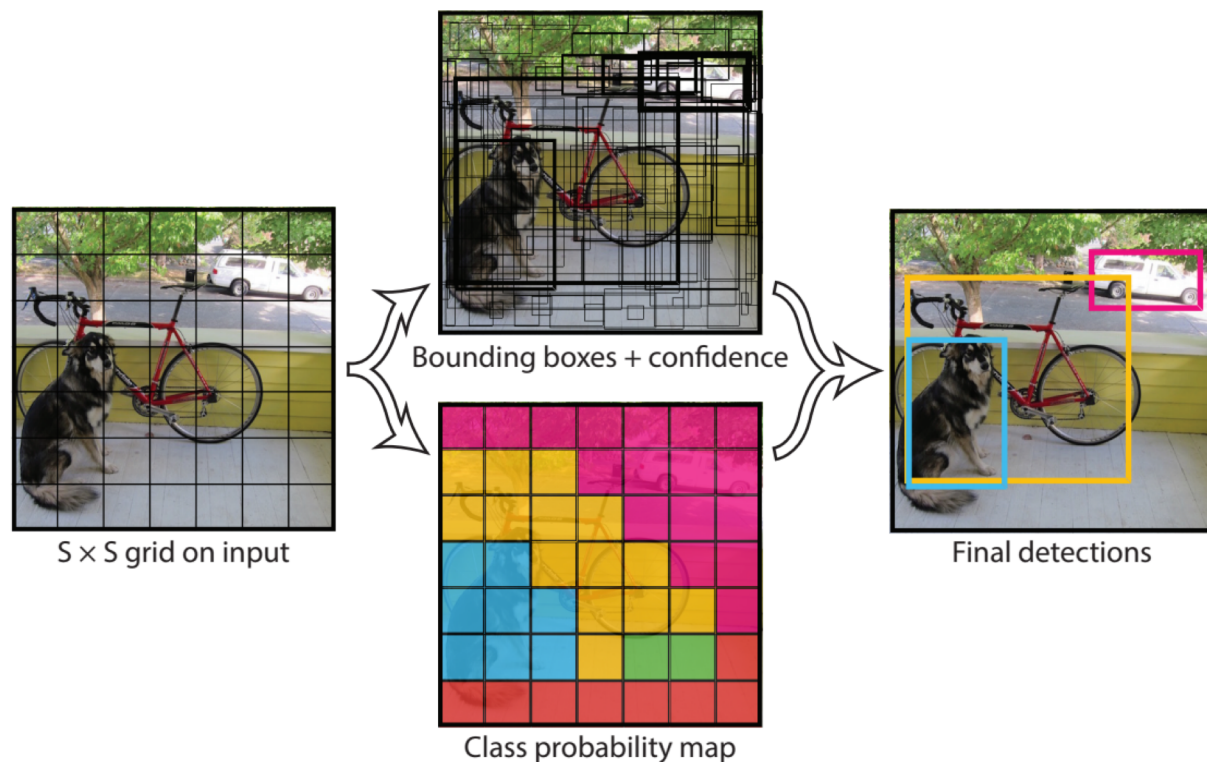 Bounding boxes + confidence
S × S grid on input
Final detections
Class probability map